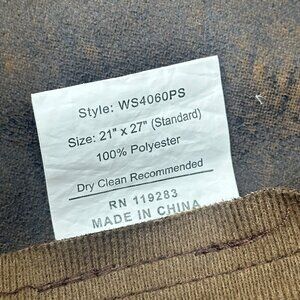 Style: WS4060PS
Size: 21" x 27" (Standard)
100% Polyester
Dry Clean Recommended
RN 119283
MADE IN CHINA